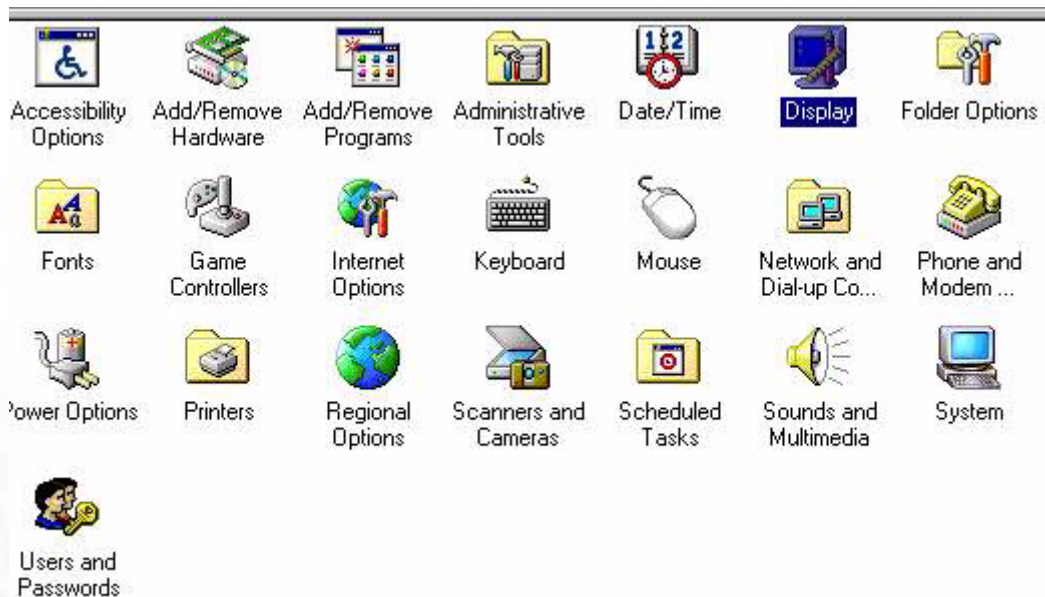 Accessibility Options
Add/Remove Hardware
Add/Remove Programs
Administrative Tools
Date/Time
Display
Folder Options
Fonts
Game Controllers
Internet Options
Keyboard
Mouse
Network and Dial-up Co...
Phone and Modem ...
Power Options
Printers
Regional Options
Scanners and Cameras
Scheduled Tasks
Sounds and Multimedia
System
Users and Passwords